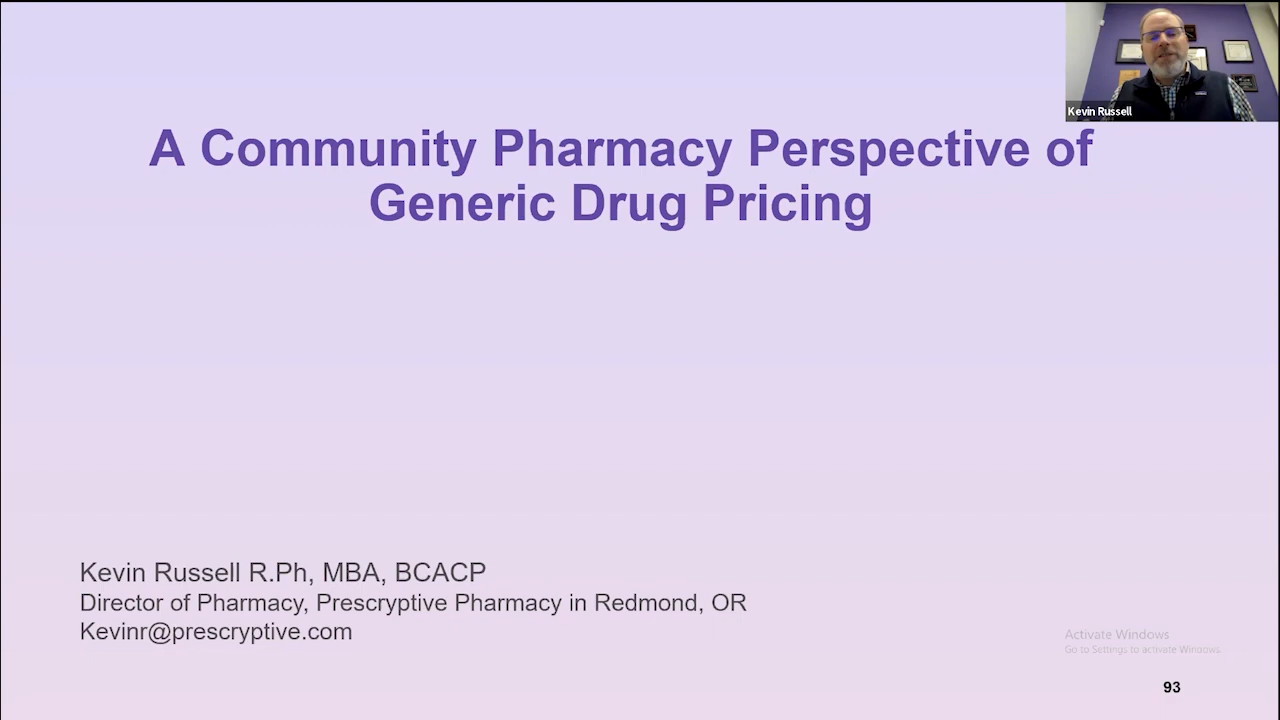 Kevin Russell
A Community Pharmacy Perspective of
Generic Drug Pricing
Kevin Russell R.Ph, MBA, BCACP
Director of Pharmacy, Prescryptive Pharmacy in Redmond, OR
Kevinr@prescryptive.com
Activate Windows
Go to Settings to activate Windows.
93